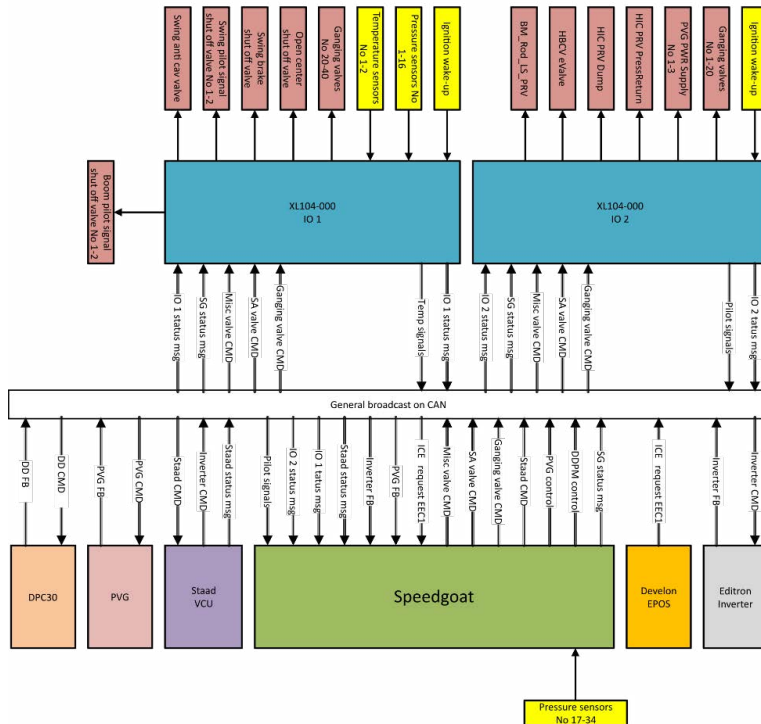 Swing anti cav valve
Swing pilot signal
shut off valve No 1-2
Swing brake
shut off valve
Open center
shut off valve
Ganging valves
No 20-40
Temperature sensors
No 1-2
Pressure sensors No
1-16
Ignition wake-up
BM_Rod_LS_PRV
HBCV eValve
HIC PRV Dump
HIC PRV PressReturn
PVG PWR Supply
No 1-3
Ganging valves
No 1-20
Ignition wake-up
Boom pilot signal
shut off valve No 1-2
XL104-000
IO 1
XL104-000
IO 2
IO 1 status msg
SG status msg
Misc valve CMD
SA valve CMD
Ganging valve CMD
Temp signals
IO 1 status msg
IO 2 status msg
SG status msg
Misc valve CMD
SA valve CMD
Ganging valve CMD
Pilot signals
IO 2 tatus msg
General broadcast on CAN
DD FB
DD CMD
PVG FB
PVG CMD
Staad CMD
Inverter CMD
Staad status msg
Pilot signals
IO 2 status msg
IO 1 tatus msg
Staad status msg
Inverter FB
PVG FB
ICE request EEC1
Misc valve CMD
SA valve CMD
Ganging valve CMD
Staad CMD
PVG control
DDPM control
SG status msg
ICE request EEC1
Inverter FB
Inverter CMD
DPC30
PVG
Staad
VCU
Speedgoat
Develon
EPOS
Editron
Inverter
Pressure sensors
No 17-34